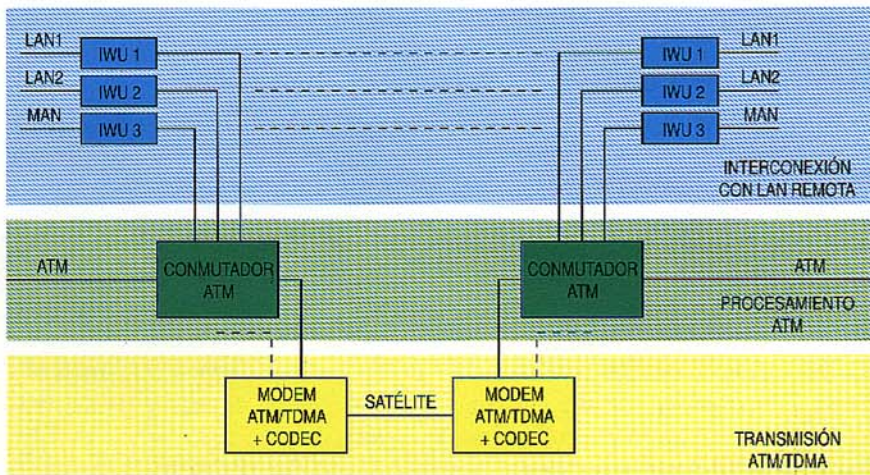 LAN1
IWU 1
IWU 1
LAN1
LAN2
IWU 2
IWU 2
LAN2
MAN
IWU 3
IWU 3
MAN
INTERCONEXIÓN
CON LAN REMOTA
ATM
CONMUTADOR
ATM
CONMUTADOR
ATM
ATM
PROCESAMIENTO
ATM
MODEM
ATM/TDMA
+ CODEC
SATÉLITE
MODEM
ATM/TDMA
+ CODEC
TRANSMISIÓN
ATM/TDMA